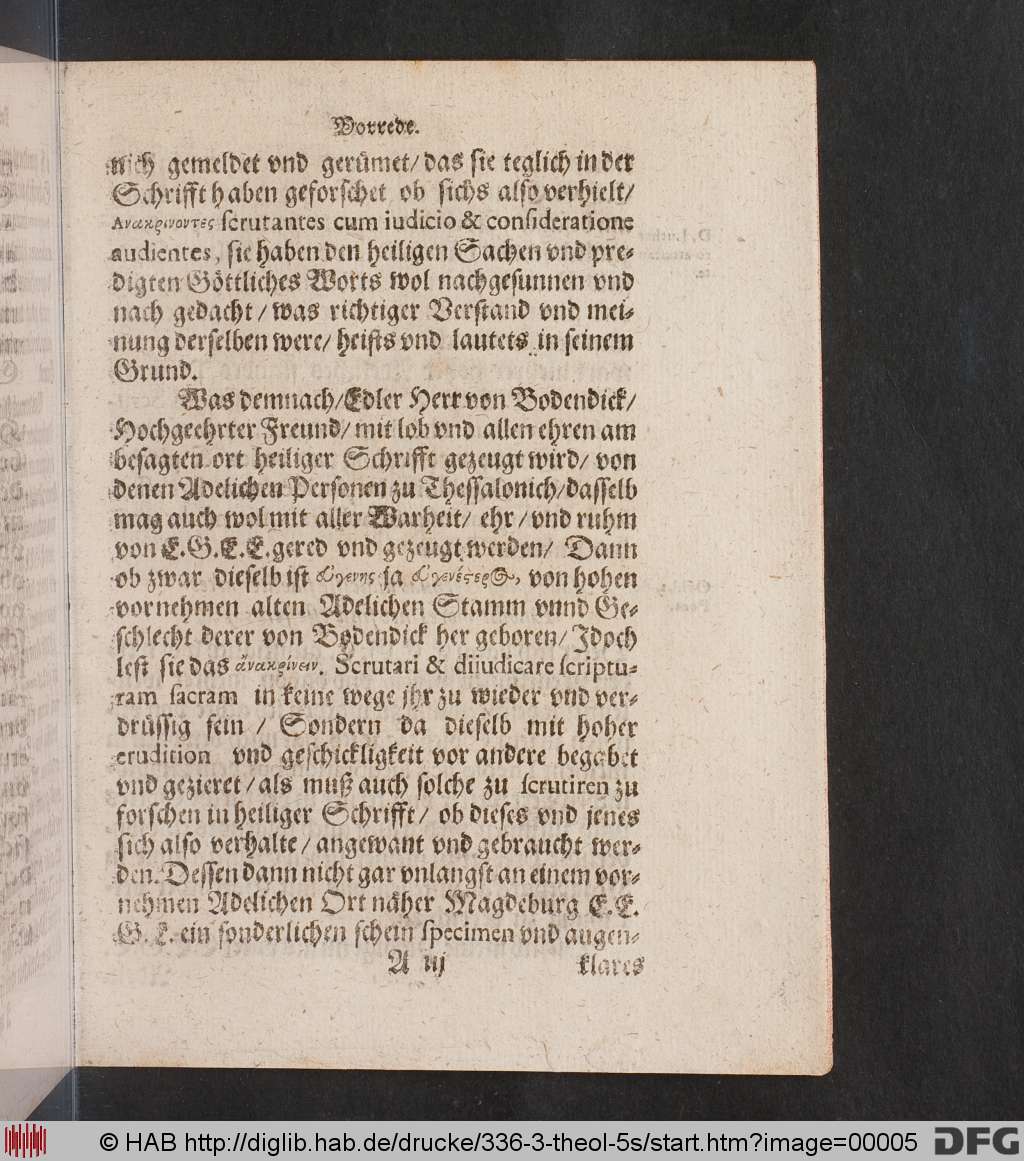 Vorrede.
nich gemeldet vnd gerümet/ das sie teglich in der
Schrifft haben geforschet ob sichs also verhielt/
Ανακρινοντες scrutantes cum iudicio & consideratione
audientes, sie haben den heiligen Sachen vnd pre-
digten Göttliches Worts wol nachgesunnen vnd
nach gedacht / was richtiger Verstand vnd mei-
nung derselben were/ heists vnd lautets in seinem
Grund.
Was demnach/ Edler Herr von Bodendick/
Hochgeehrter Freund/ mit lob vnd allen ehren am
besagten ort heiliger Schrifft gezeugt wird/ von
denen Adelichen Personen zu Thessalonich/ dasselb
mag auch wol mit aller Warheit/ ehr / vnd ruhm
von E.G.E.E. gered vnd gezeugt werden/ Dann
ob zwar dieselb ist ευγενης ja ευγενέςερος, von hohen
vornehmen alten Adelichen Stamm vnnd Ge-
schlecht derer von Bodendick her geboren/ Jdoch
lest sie das ἀνακρίνειν. Scrutari & diiudicare scriptu-
ram sacram in keine wege jhr zu wieder vnd ver-
drüssig sein / Sondern da dieselb mit hoher
erudition vnd geschickligkeit vor andere begabet
vnd gezieret / als muß auch solche zu scrutiren zu
forschen in heiliger Schrifft/ ob dieses vnd jenes
sich also verhalte / angewant vnd gebraucht wer-
den. Dessen dann nicht gar vnlangst an einem vor-
nehmen Adelichen Ort näher Magdeburg E.E.
G. E. ein sonderlichen schein specimen vnd augen-
A iij klares
© HAB http://diglib.hab.de/drucke/336-3-theol-5s/start.htm?image=00005 DFG